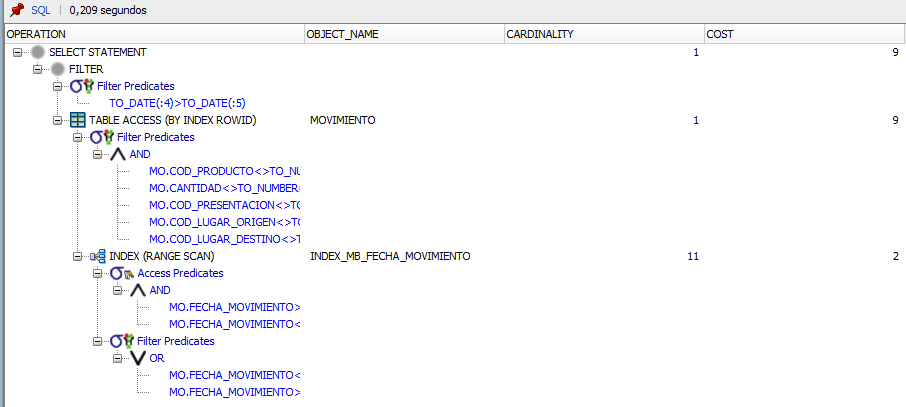 SQL | 0,209 segundos
OPERATION OBJECT_NAME CARDINALITY COST
SELECT STATEMENT 1 9
FILTER
Filter Predicates
TO_DATE(:4)>TO_DATE(:5)
TABLE ACCESS (BY INDEX ROWID) MOVIMIENTO 1 9
Filter Predicates
AND
MO.COD_PRODUCTO<>TO_NU
MO.CANTIDAD<>TO_NUMBER(
MO.COD_PRESENTACION<>TO
MO.COD_LUGAR_ORIGEN<>TO
MO.COD_LUGAR_DESTINO<>T
INDEX (RANGE SCAN) INDEX_MB_FECHA_MOVIMIENTO 11 2
Access Predicates
AND
MO.FECHA_MOVIMIENTO>
MO.FECHA_MOVIMIENTO<
Filter Predicates
OR
MO.FECHA_MOVIMIENTO<
MO.FECHA_MOVIMIENTO>